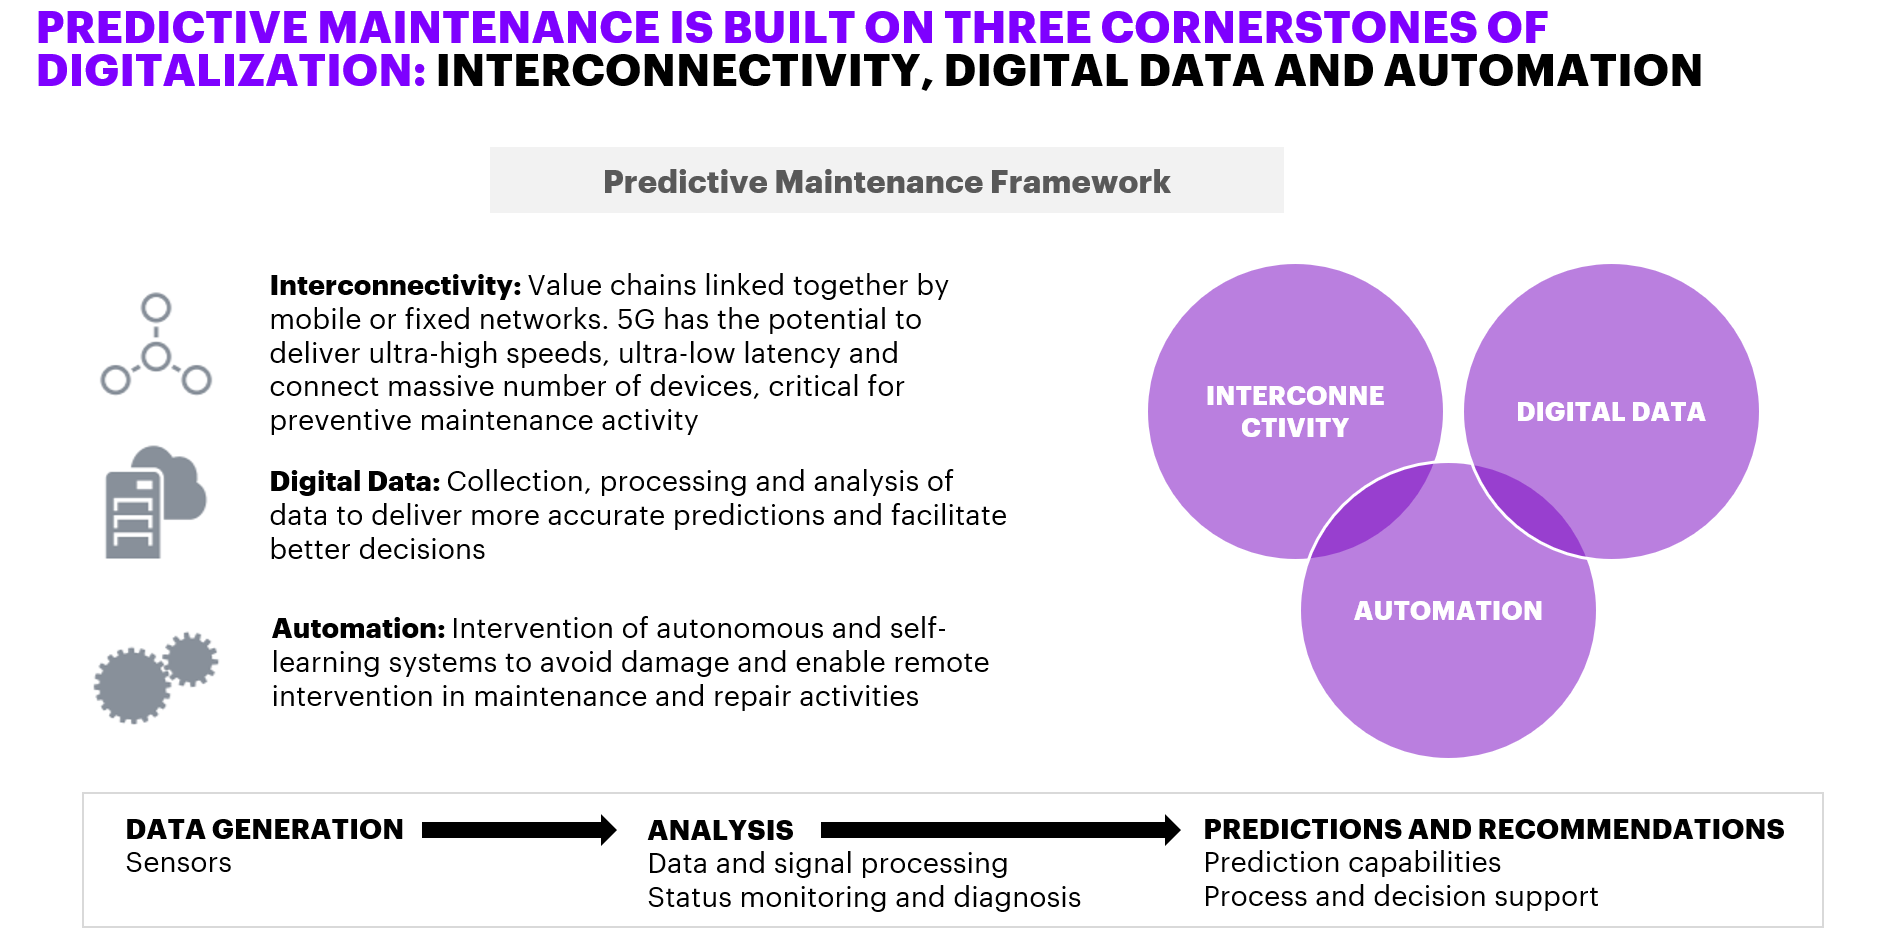 PREDICTIVE MAINTENANCE IS BUILT ON THREE CORNERSTONES OF
DIGITALIZATION: INTERCONNECTIVITY, DIGITAL DATA AND AUTOMATION
Predictive Maintenance Framework
Interconnectivity: Value chains linked together by
mobile or fixed networks. 5G has the potential to
deliver ultra-high speeds, ultra-low latency and
connect massive number of devices, critical for
preventive maintenance activity
Digital Data: Collection, processing and analysis of
data to deliver more accurate predictions and facilitate
better decisions
Automation: Intervention of autonomous and self-
learning systems to avoid damage and enable remote
intervention in maintenance and repair activities
INTERCONNE
CTIVITY
DIGITAL DATA
AUTOMATION
DATA GENERATION
Sensors
ANALYSIS
Data and signal processing
Status monitoring and diagnosis
PREDICTIONS AND RECOMMENDATIONS
Prediction capabilities
Process and decision support